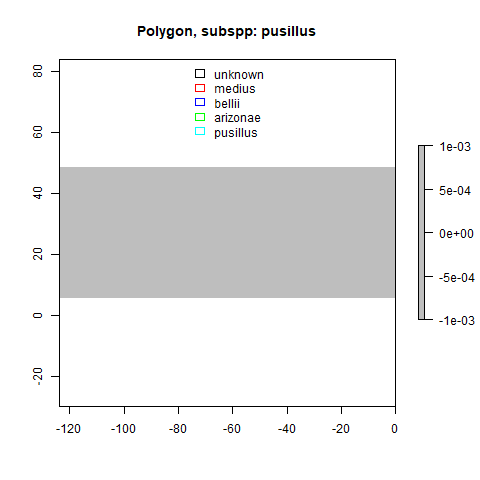 Polygon, subspp: pusillus
unknown
medius
bellii
arizonae
pusillus
80
60
40
20
0
-20
-120 -100 -80 -60 -40 -20 0
1e-03
5e-04
0e+00
-5e-04
-1e-03